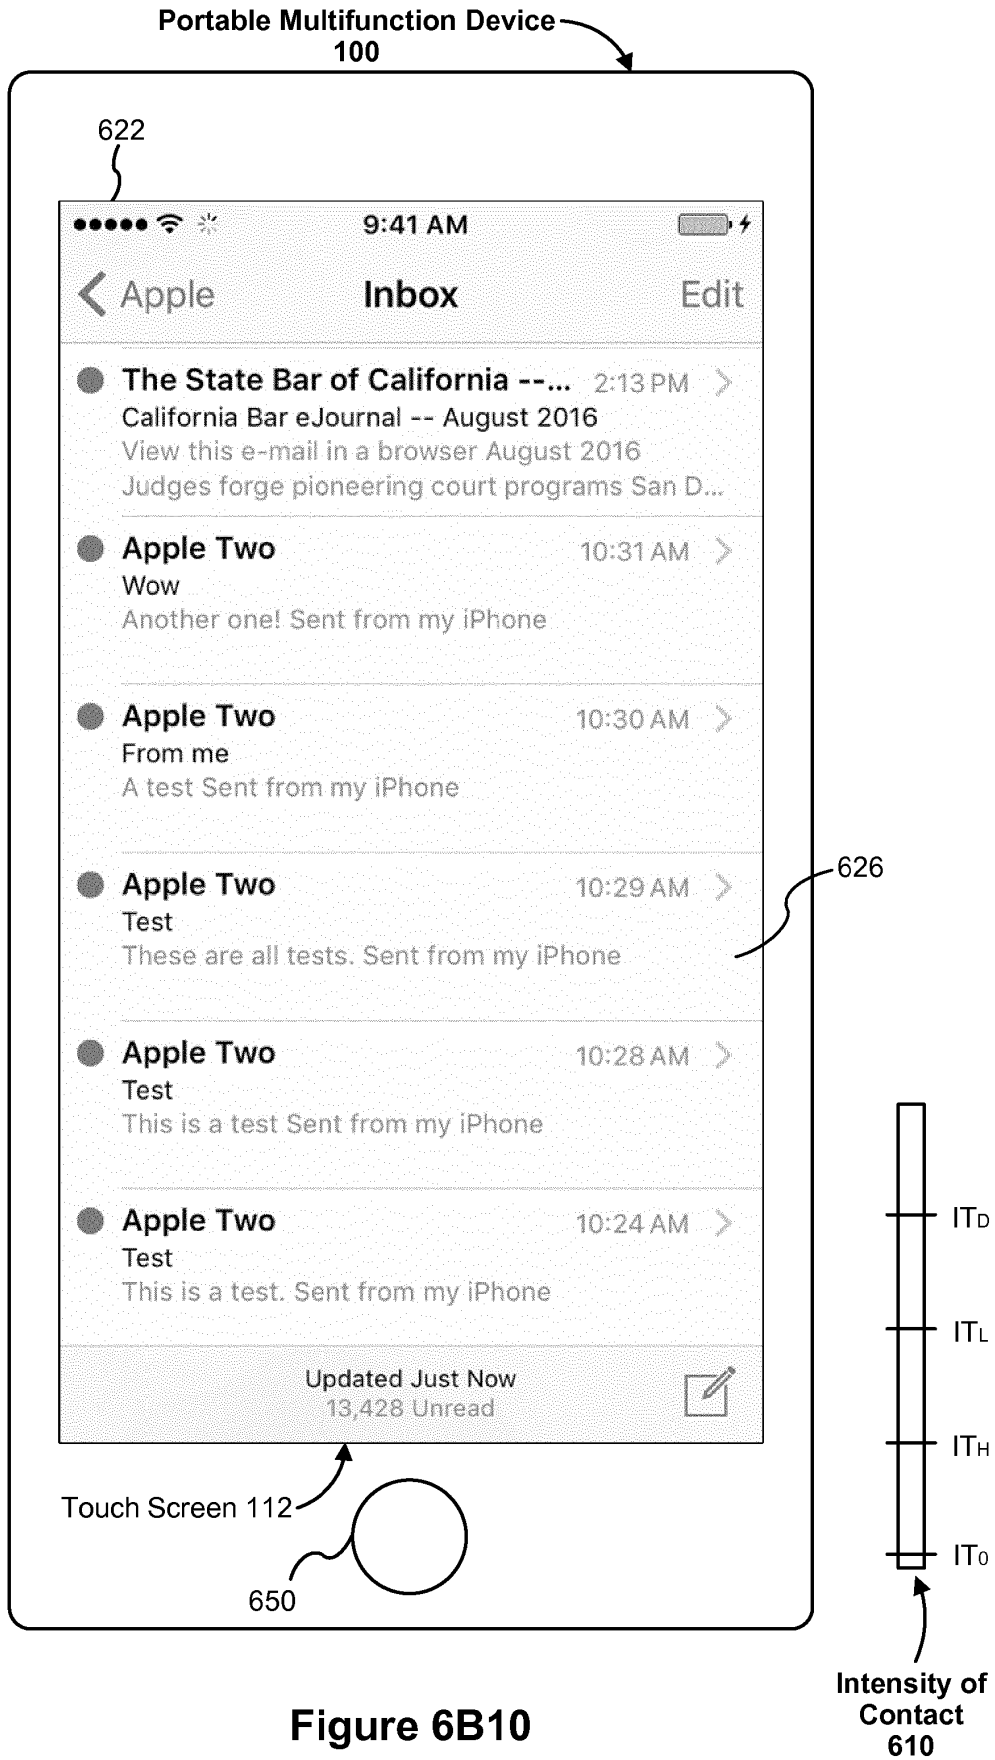 Portable Multifunction Device
100
622
9:41 AM
Apple Inbox Edit
The State Bar of California --... 2:13 PM
California Bar eJournal -- August 2016
View this e-mail in a browser August 2016
Judges forge pioneering court programs San D...
Apple Two 10:31 AM
Wow
Another one! Sent from my iPhone
Apple Two 10:30 AM
From me
A test Sent from my iPhone
626
Apple Two 10:29 AM
Test
These are all tests. Sent from my iPhone
Apple Two 10:28 AM
Test
This is a test Sent from my iPhone
Apple Two 10:24 AM
Test
This is a test. Sent from my iPhone
ITD
ITL
ITH
IT0
Updated Just Now
13,428 Unread
Touch Screen 112
650
Intensity of
Contact
610
Figure 6B10